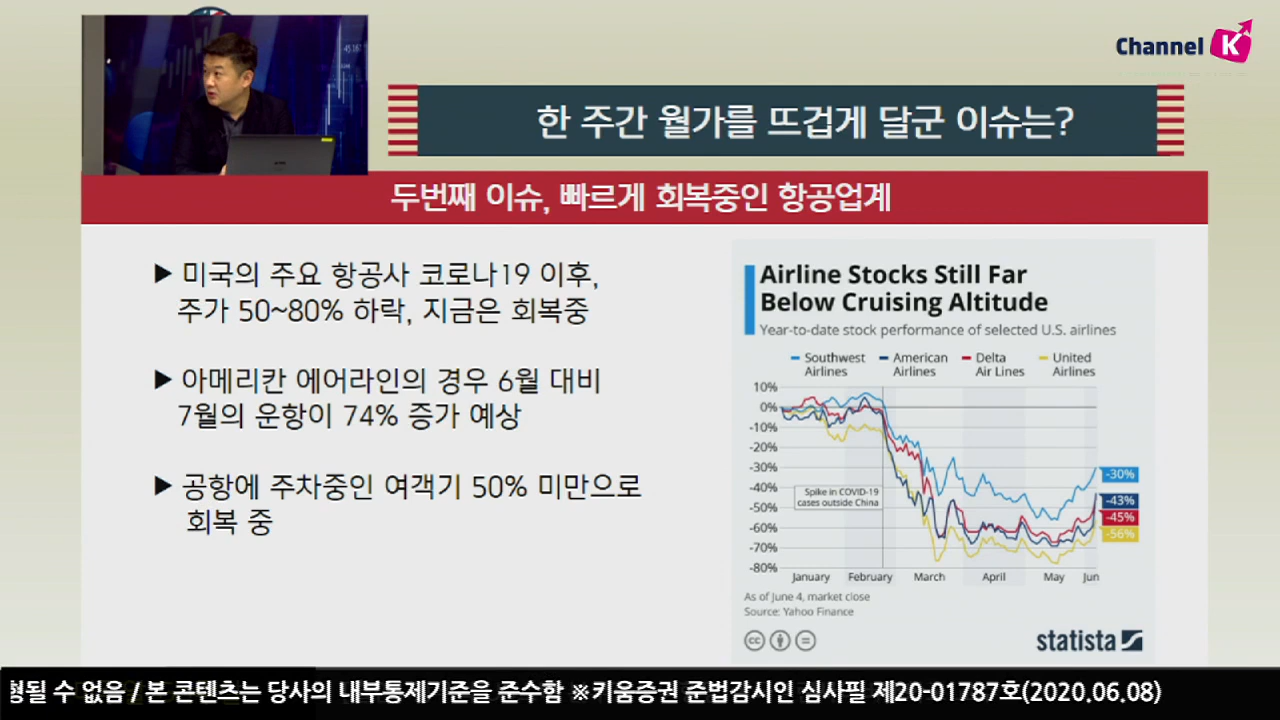 Channel K
한 주간 월가를 뜨겁게 달군 이슈는?
두번째 이슈, 빠르게 회복중인 항공업계
▶ 미국의 주요 항공사 코로나19 이후,
주가 50~80% 하락, 지금은 회복중
▶ 아메리칸 에어라인의 경우 6월 대비
7월의 운항이 74% 증가 예상
▶ 공항에 주차중인 여객기 50% 미만으로
회복 중
Airline Stocks Still Far
Below Cruising Altitude
Year-to-date stock performance of selected U.S. airlines
Southwest Airlines
American Airlines
Delta Air Lines
United Airlines
10%
0%
-10%
-20%
-30%
-40%
-50%
-60%
-70%
-80%
Spike in COVID-19
cases outside China
-30%
-43%
-45%
-56%
January February March April May Jun
As of June 4, market close
Source: Yahoo Finance
statista
될 수 없음 / 본 콘텐츠는 당사의 내부통제기준을 준수함 ※키움증권 준법감시인 심사필 제20-01787호(2020.06.08)